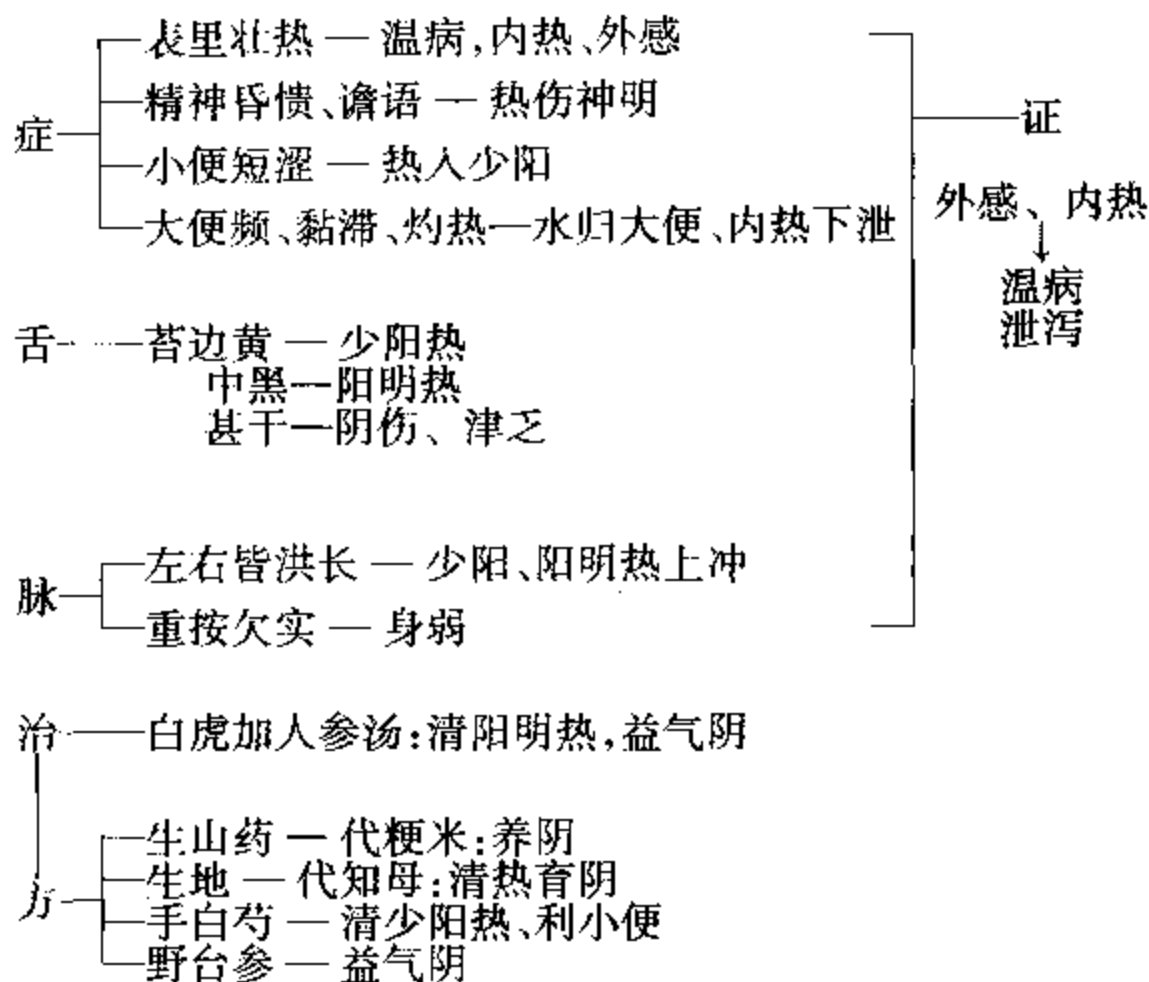 症
表里壮热 — 温病,内热、外感
精神昏愦、谵语 — 热伤神明
小便短涩 — 热入少阳
大便频、黏滞、灼热—水归大便、内热下泄
证
外感、内热
温病
泄泻
舌
苔边黄 — 少阳热
中黑—阳明热
甚干—阴伤、津乏
脉
左右皆洪长 — 少阳、阳明热上冲
重按欠实 — 身弱
治
白虎加人参汤:清阳明热,益气阴
方
生山药 — 代粳米:养阴
生地 — 代知母:清热育阴
手白芍 — 清少阳热、利小便
野台参 — 益气阴